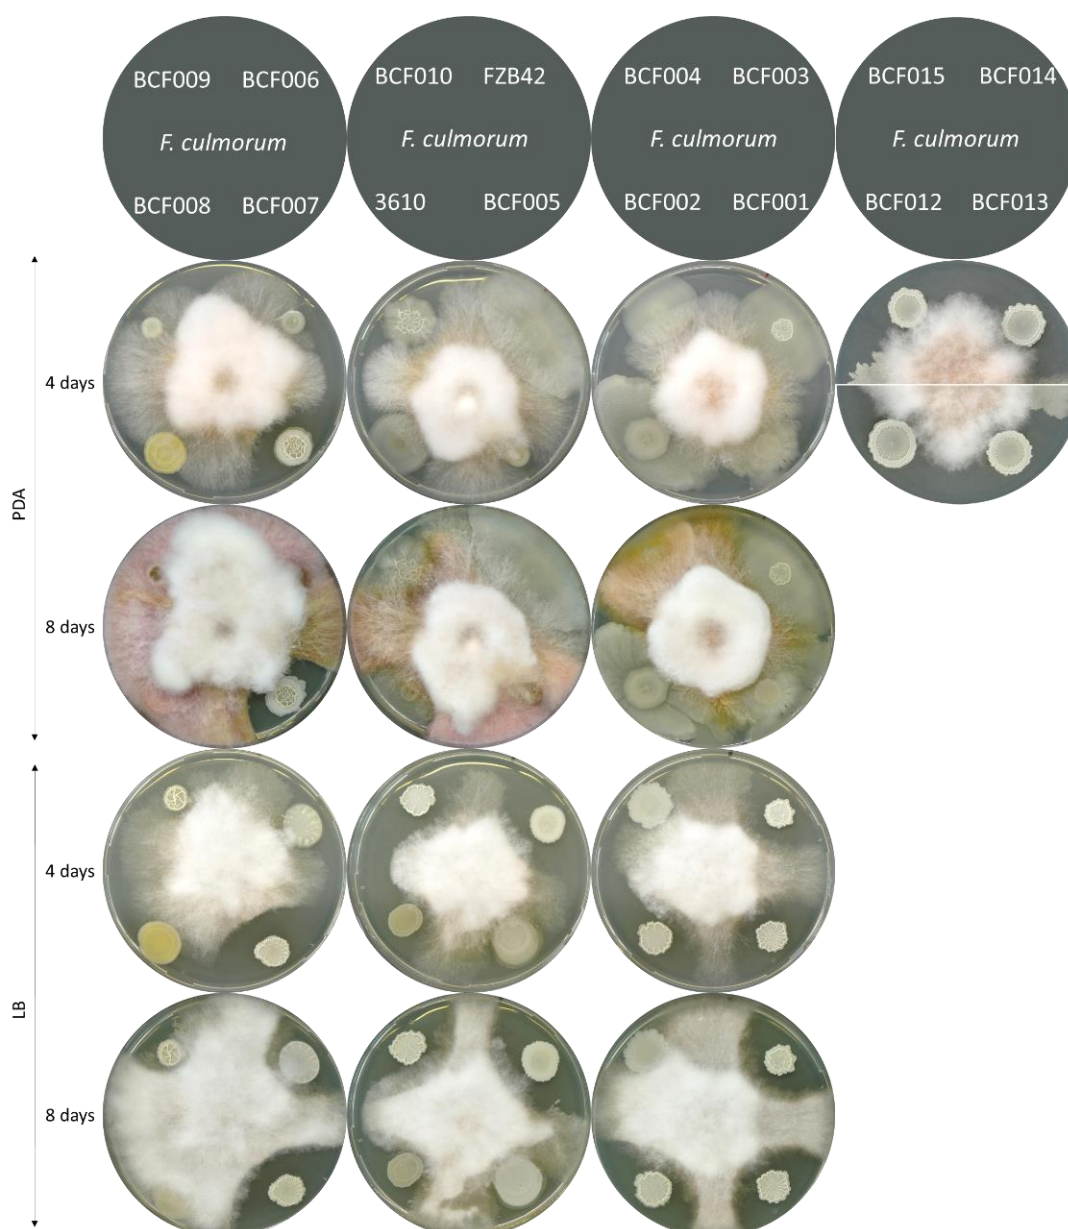 BCF009 BCF006
F. culmorum
BCF008 BCF007
BCF010 FZB42
F. culmorum
3610 BCF005
BCF004 BCF003
F. culmorum
BCF002 BCF001
BCF015 BCF014
F. culmorum
BCF012 BCF013
PDA
4 days
8 days
LB
4 days
8 days